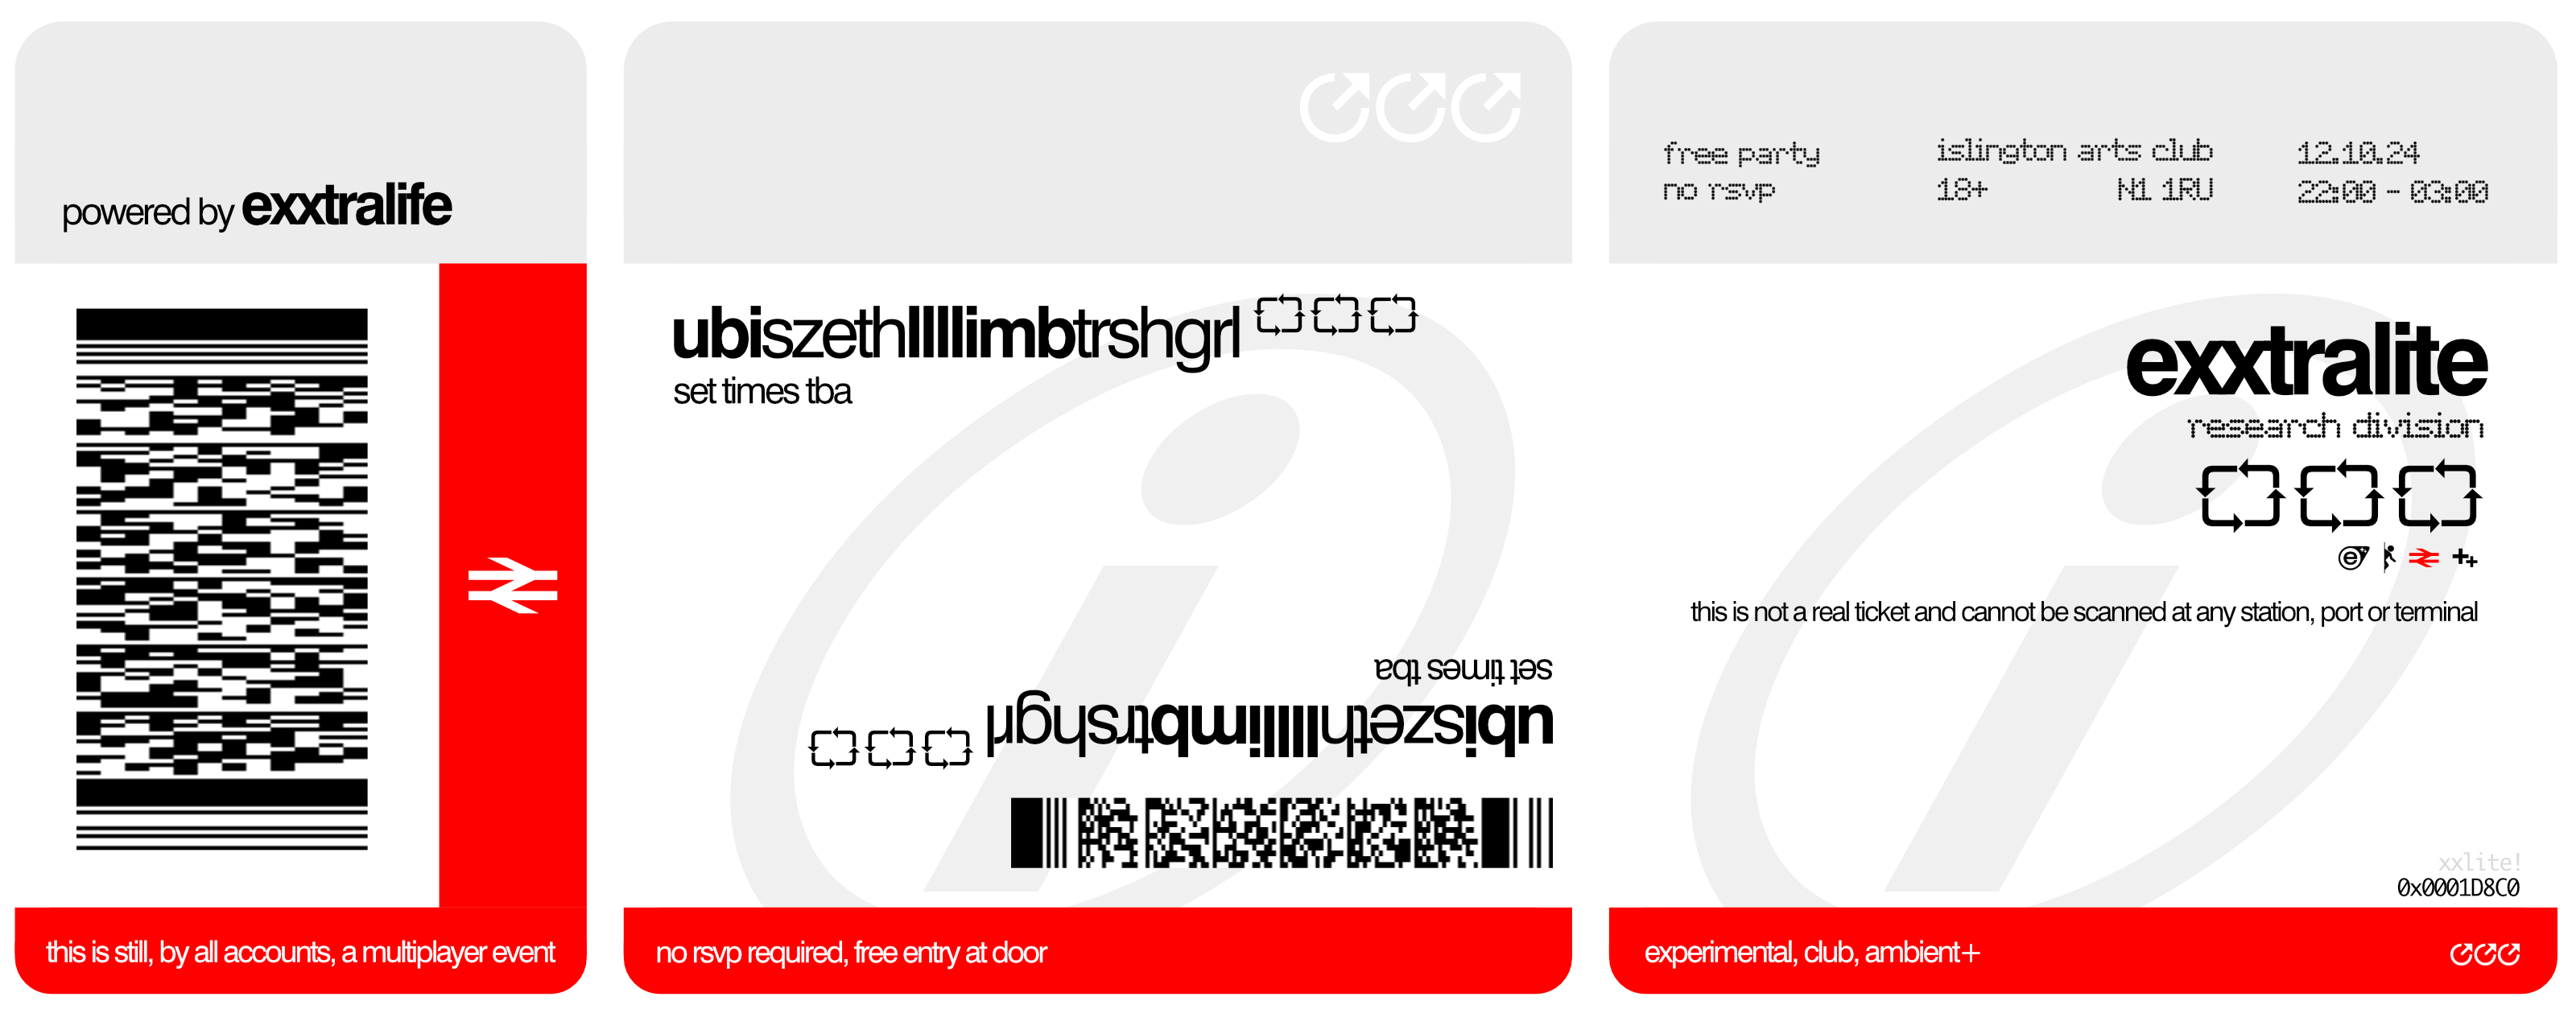 powered by exxtralife
this is still, by all accounts, a multiplayer event
ubiszethllllimbtrshgrl
set times tba
set times tba
ubiszethllllimbtrshgrl
no rsvp required, free entry at door
free party
no rsvp
islington arts club
18+ N1 1RU
12.10.24
22:00 - 03:00
exxtralite
research division
this is not a real ticket and cannot be scanned at any station, port or terminal
xxlite!
0x0001D8C0
experimental, club, ambient+